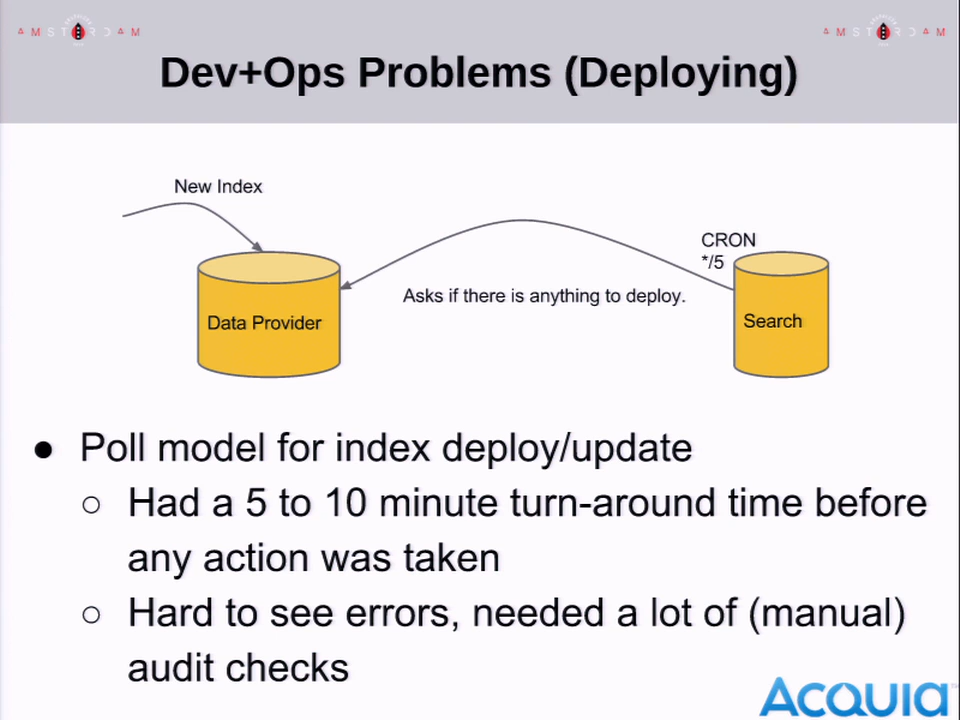 AMSTERDAM
AMSTERDAM
Dev+Ops Problems (Deploying)
New Index
CRON
*/5
Asks if there is anything to deploy.
Data Provider
Search
● Poll model for index deploy/update
○ Had a 5 to 10 minute turn-around time before
any action was taken
○ Hard to see errors, needed a lot of (manual)
audit checks
Acquia